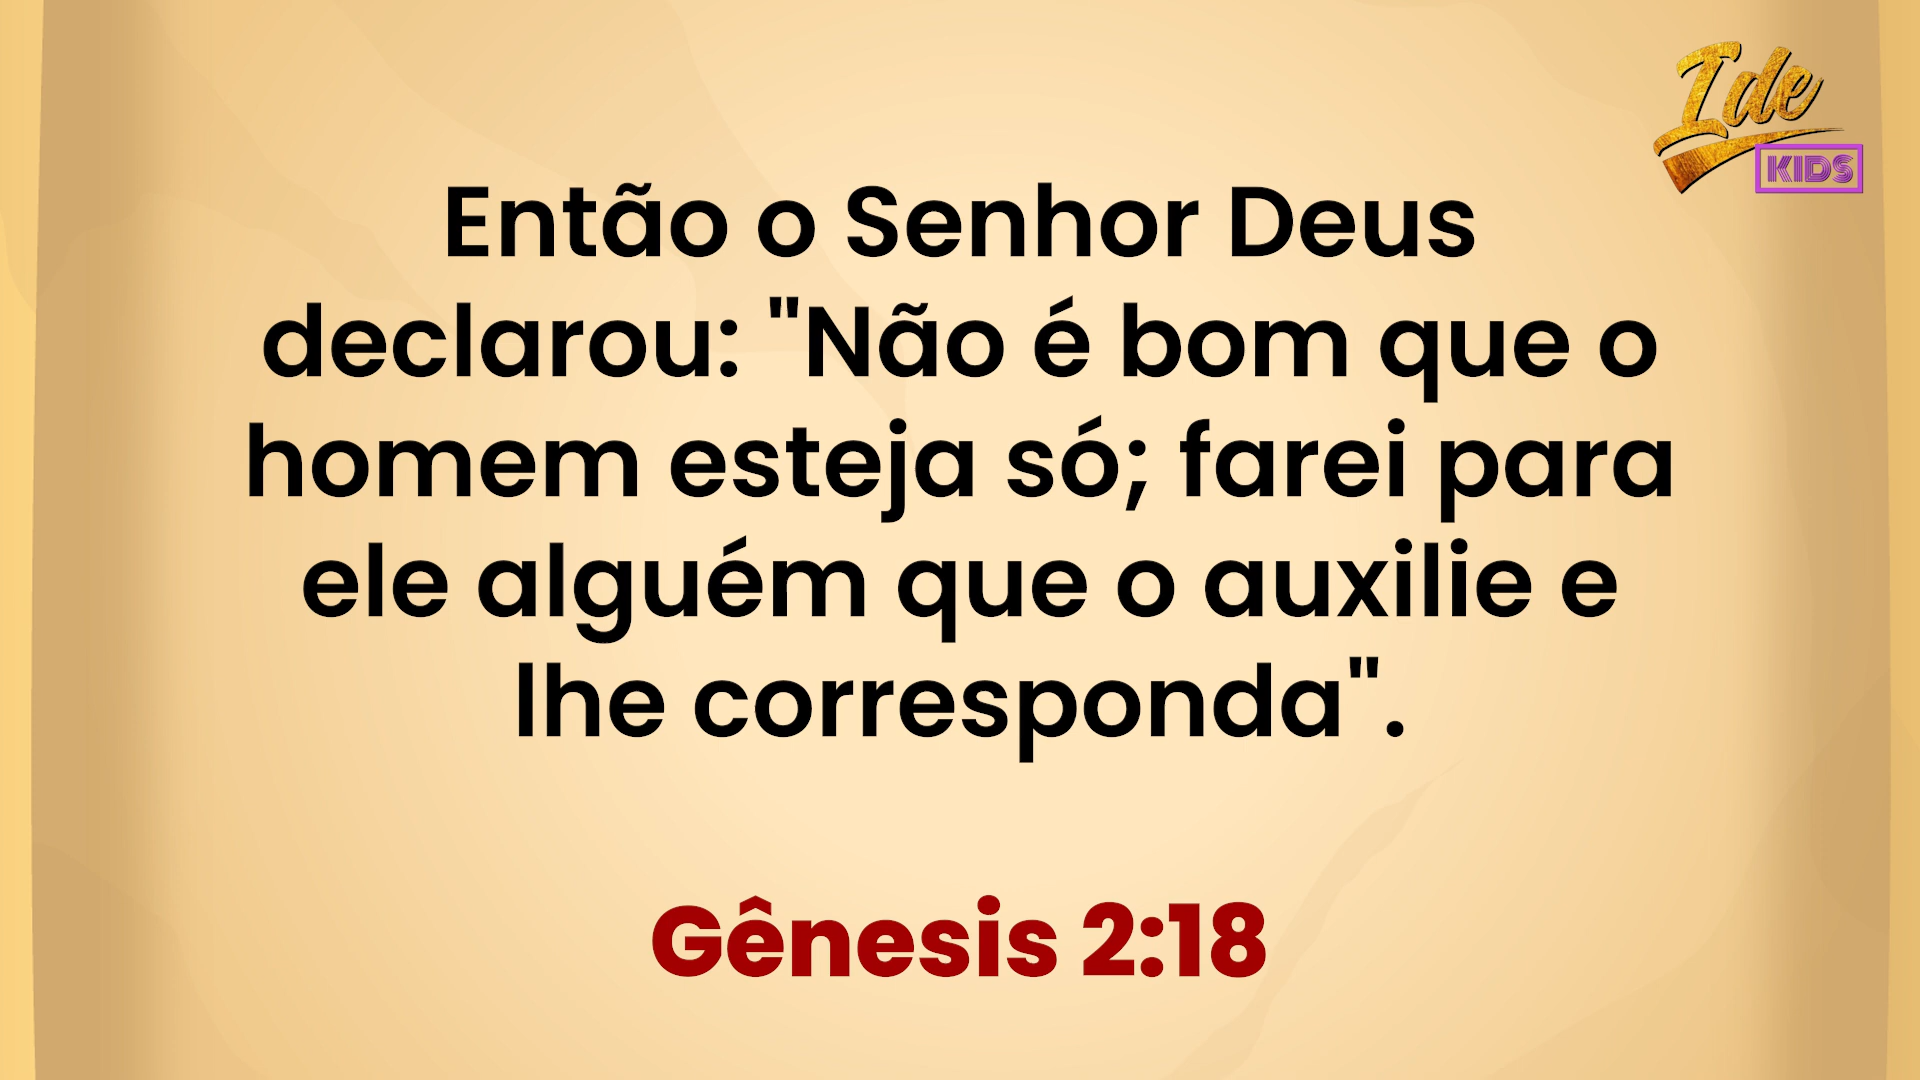 Ide
KIDS
Então o Senhor Deus
declarou: "Não é bom que o
homem esteja só; farei para
ele alguém que o auxilie e
lhe corresponda".
Gênesis 2:18